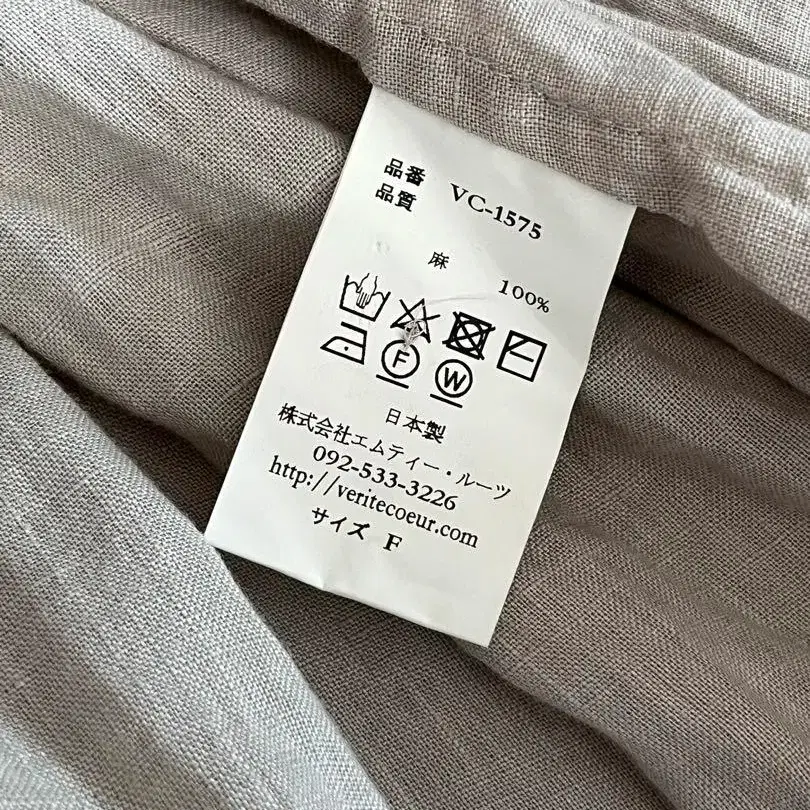 品番 VC-1575
品質
麻 100%
F W
日本製
株式会社エムティー・ルーツ
092-533-3226
http://veritecoeur.com
サイズ F